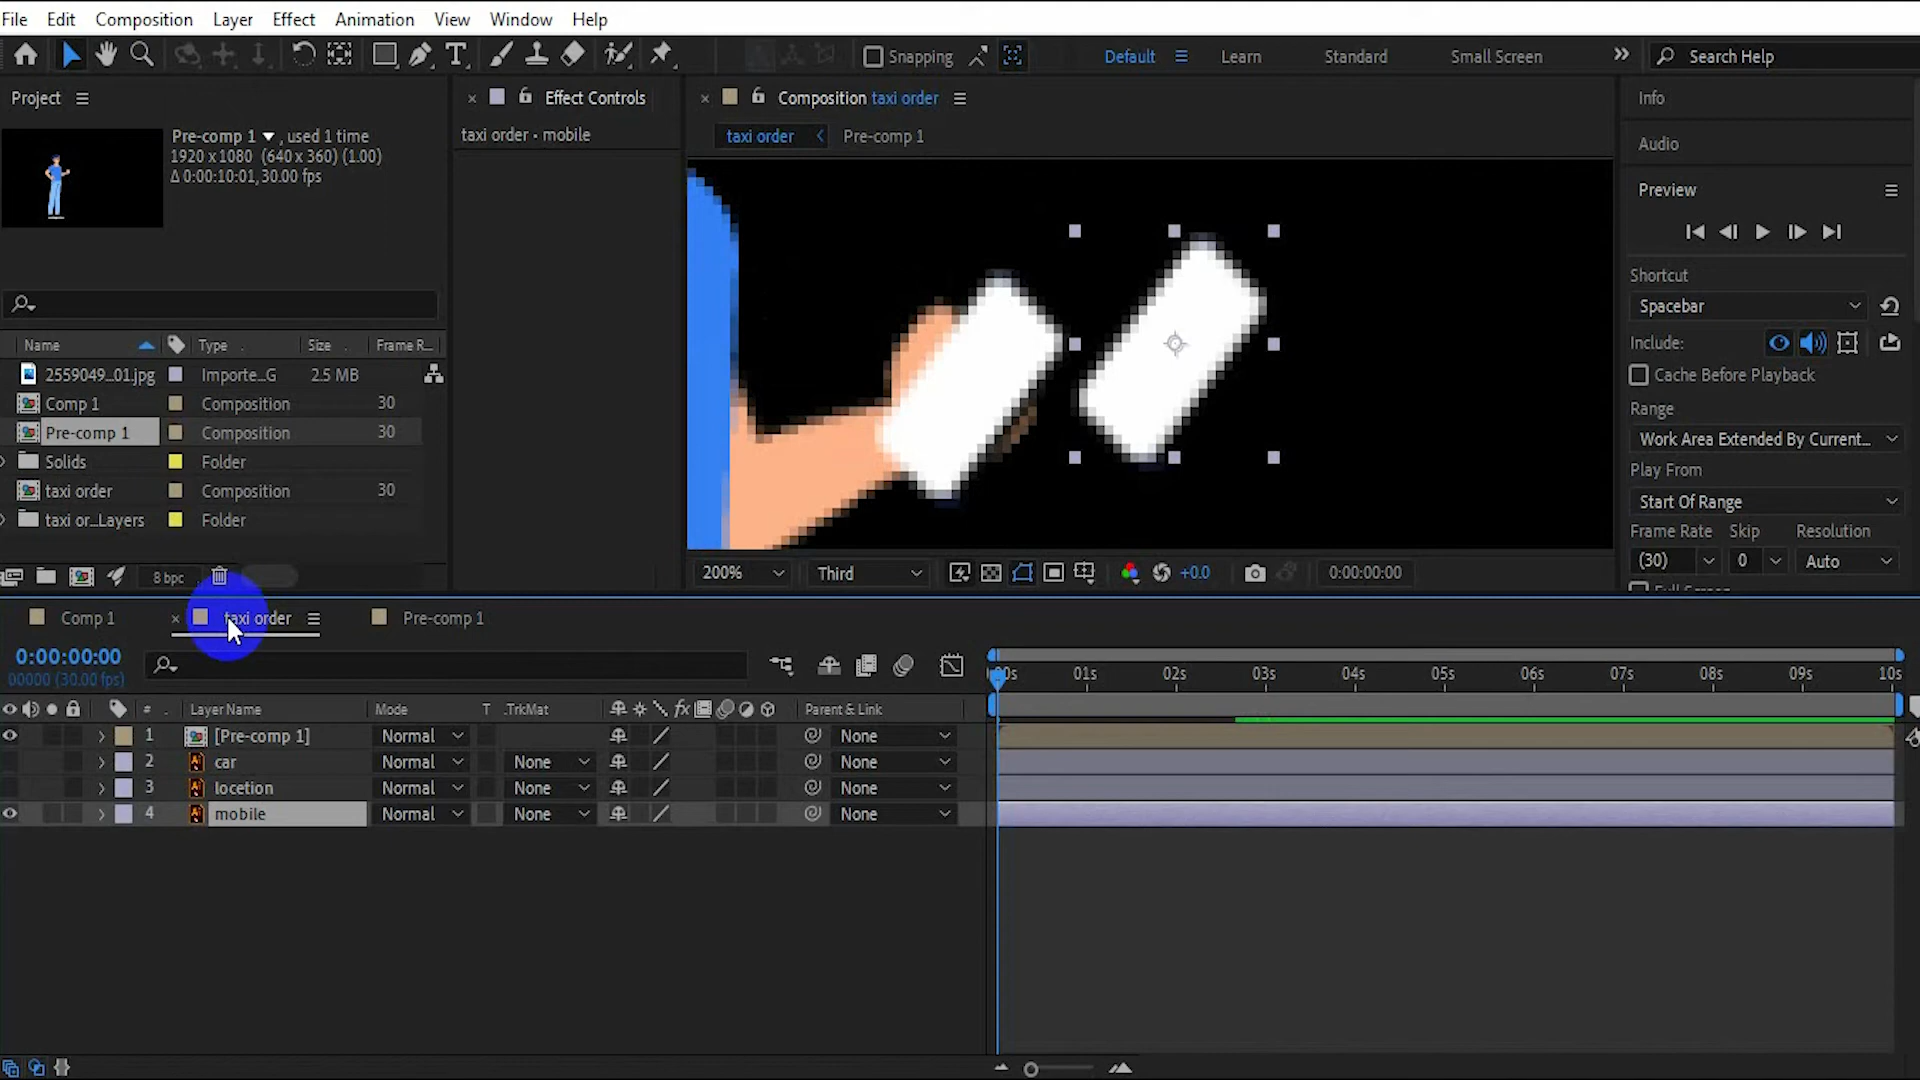 File Edit Composition Layer Effect Animation View Window Help
Snapping Default Learn Standard Small Screen Search Help
Project
Effect Controls
Composition taxi order
Info
taxi order • mobile
taxi order Pre-comp 1
Pre-comp 1 , used 1 time
1920 x 1080 (640 x 360) (1.00)
Δ 0:00:10:01, 30.00 fps
Audio
Preview
Shortcut
Spacebar
Include:
Cache Before Playback
Range
Work Area Extended By Current...
Play From
Start Of Range
Frame Rate Skip Resolution
(30) 0 Auto
Full Screen
Name Type Size Frame R...
2559049_01.jpg Importe...G 2.5 MB
Comp 1 Composition 30
Pre-comp 1 Composition 30
Solids Folder
taxi order Composition 30
taxi or...Layers Folder
8 bpc
200% Third +0.0 0:00:00:00
Comp 1 taxi order Pre-comp 1
0:00:00:00
00000 (30.00 fps)
01s 02s 03s 04s 05s 06s 07s 08s 09s 10s
# Layer Name Mode T .TrkMat fx Parent & Link
1 [Pre-comp 1] Normal None
2 Ai car Normal None None
3 Ai locetion Normal None None
4 Ai mobile Normal None None